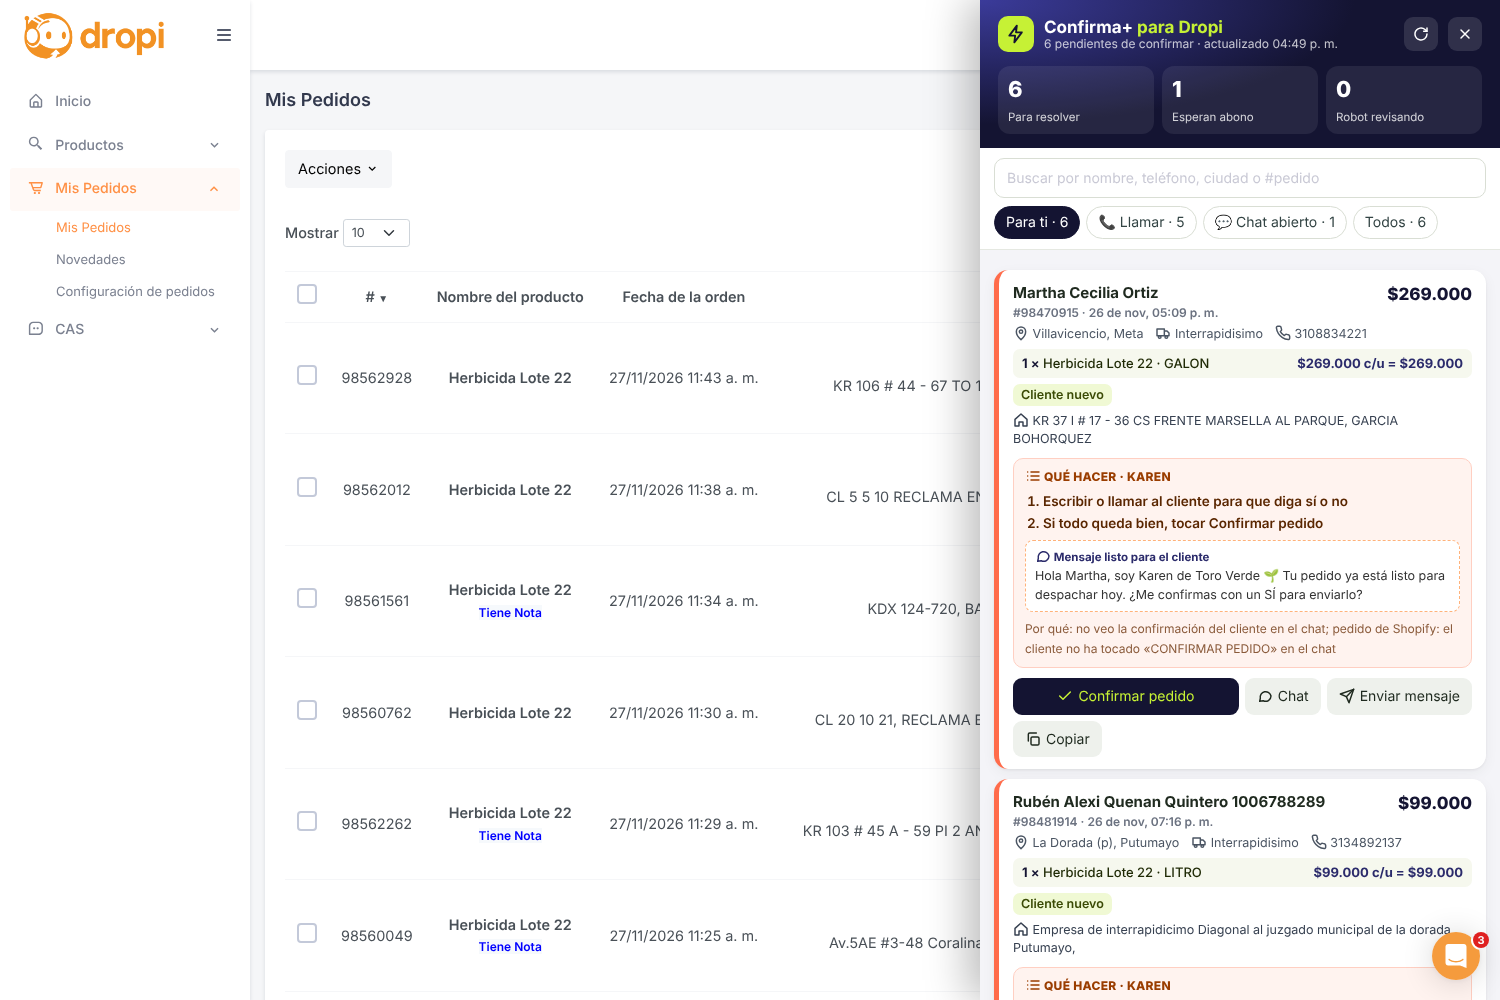 dropi
Inicio
Productos
Mis Pedidos
Mis Pedidos
Novedades
Configuración de pedidos
CAS
Mis Pedidos
Acciones
Mostrar 10
# ▼ Nombre del producto Fecha de la orden
98562928 Herbicida Lote 22 27/11/2026 11:43 a. m. KR 106 # 44 - 67 TO 1
98562012 Herbicida Lote 22 27/11/2026 11:38 a. m. CL 5 5 10 RECLAMA EN
98561561 Herbicida Lote 22 27/11/2026 11:34 a. m. KDX 124-720, BA
Tiene Nota
98560762 Herbicida Lote 22 27/11/2026 11:30 a. m. CL 20 10 21, RECLAMA E
98562262 Herbicida Lote 22 27/11/2026 11:29 a. m. KR 103 # 45 A - 59 PI 2 AN
Tiene Nota
98560049 Herbicida Lote 22 27/11/2026 11:25 a. m. Av.5AE #3-48 Coralina
Tiene Nota
Confirma+ para Dropi
6 pendientes de confirmar · actualizado 04:49 p. m.
6 Para resolver
1 Esperan abono
0 Robot revisando
Buscar por nombre, teléfono, ciudad o #pedido
Para ti · 6 📞 Llamar · 5 💬 Chat abierto · 1 Todos · 6
Martha Cecilia Ortiz $269.000
#98470915 · 26 de nov, 05:09 p. m.
Villavicencio, Meta Interrapidisimo 3108834221
1 × Herbicida Lote 22 · GALON $269.000 c/u = $269.000
Cliente nuevo
KR 37 I # 17 - 36 CS FRENTE MARSELLA AL PARQUE, GARCIA
BOHORQUEZ
QUÉ HACER · KAREN
1. Escribir o llamar al cliente para que diga sí o no
2. Si todo queda bien, tocar Confirmar pedido
Mensaje listo para el cliente
Hola Martha, soy Karen de Toro Verde 🌱 Tu pedido ya está listo para
despachar hoy. ¿Me confirmas con un SÍ para enviarlo?
Por qué: no veo la confirmación del cliente en el chat; pedido de Shopify: el
cliente no ha tocado «CONFIRMAR PEDIDO» en el chat
Confirmar pedido Chat Enviar mensaje
Copiar
Rubén Alexi Quenan Quintero 1006788289 $99.000
#98481914 · 26 de nov, 07:16 p. m.
La Dorada (p), Putumayo Interrapidisimo 3134892137
1 × Herbicida Lote 22 · LITRO $99.000 c/u = $99.000
Cliente nuevo
Empresa de interrapidicimo Diagonal al juzgado municipal de la dorada
Putumayo,
3
QUÉ HACER · KAREN